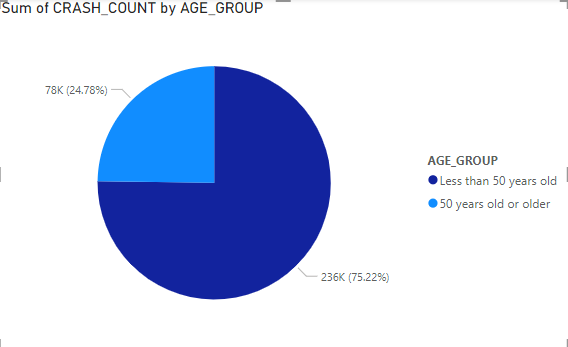 Sum of CRASH_COUNT by AGE_GROUP
78K (24.78%)
AGE_GROUP
Less than 50 years old
50 years old or older
236K (75.22%)